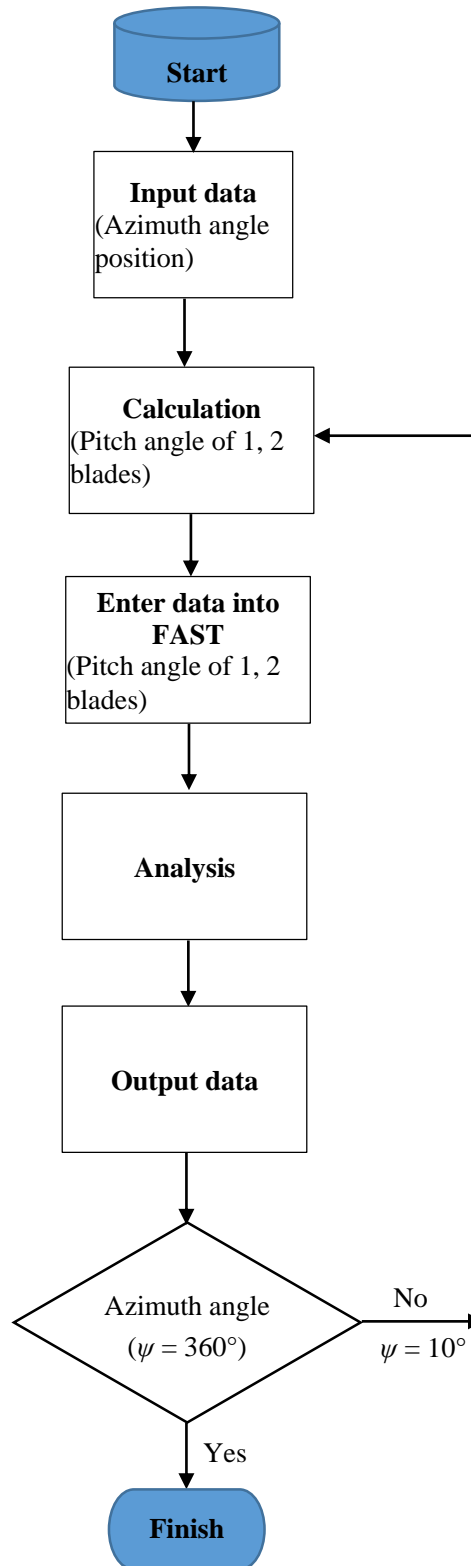 Start
Input data
(Azimuth angle
position)
Calculation
(Pitch angle of 1, 2
blades)
Enter data into
FAST
(Pitch angle of 1, 2
blades)
Analysis
Output data
Azimuth angle
(ψ = 360°)
No
ψ = 10°
Yes
Finish